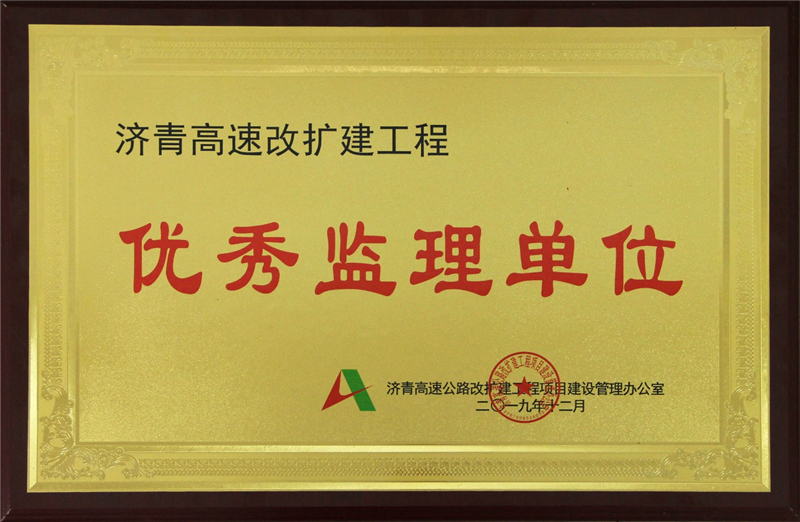 济青高速改扩建工程
优秀监理单位
济青高速公路改扩建工程项目建设管理办公室
二〇一九年十二月